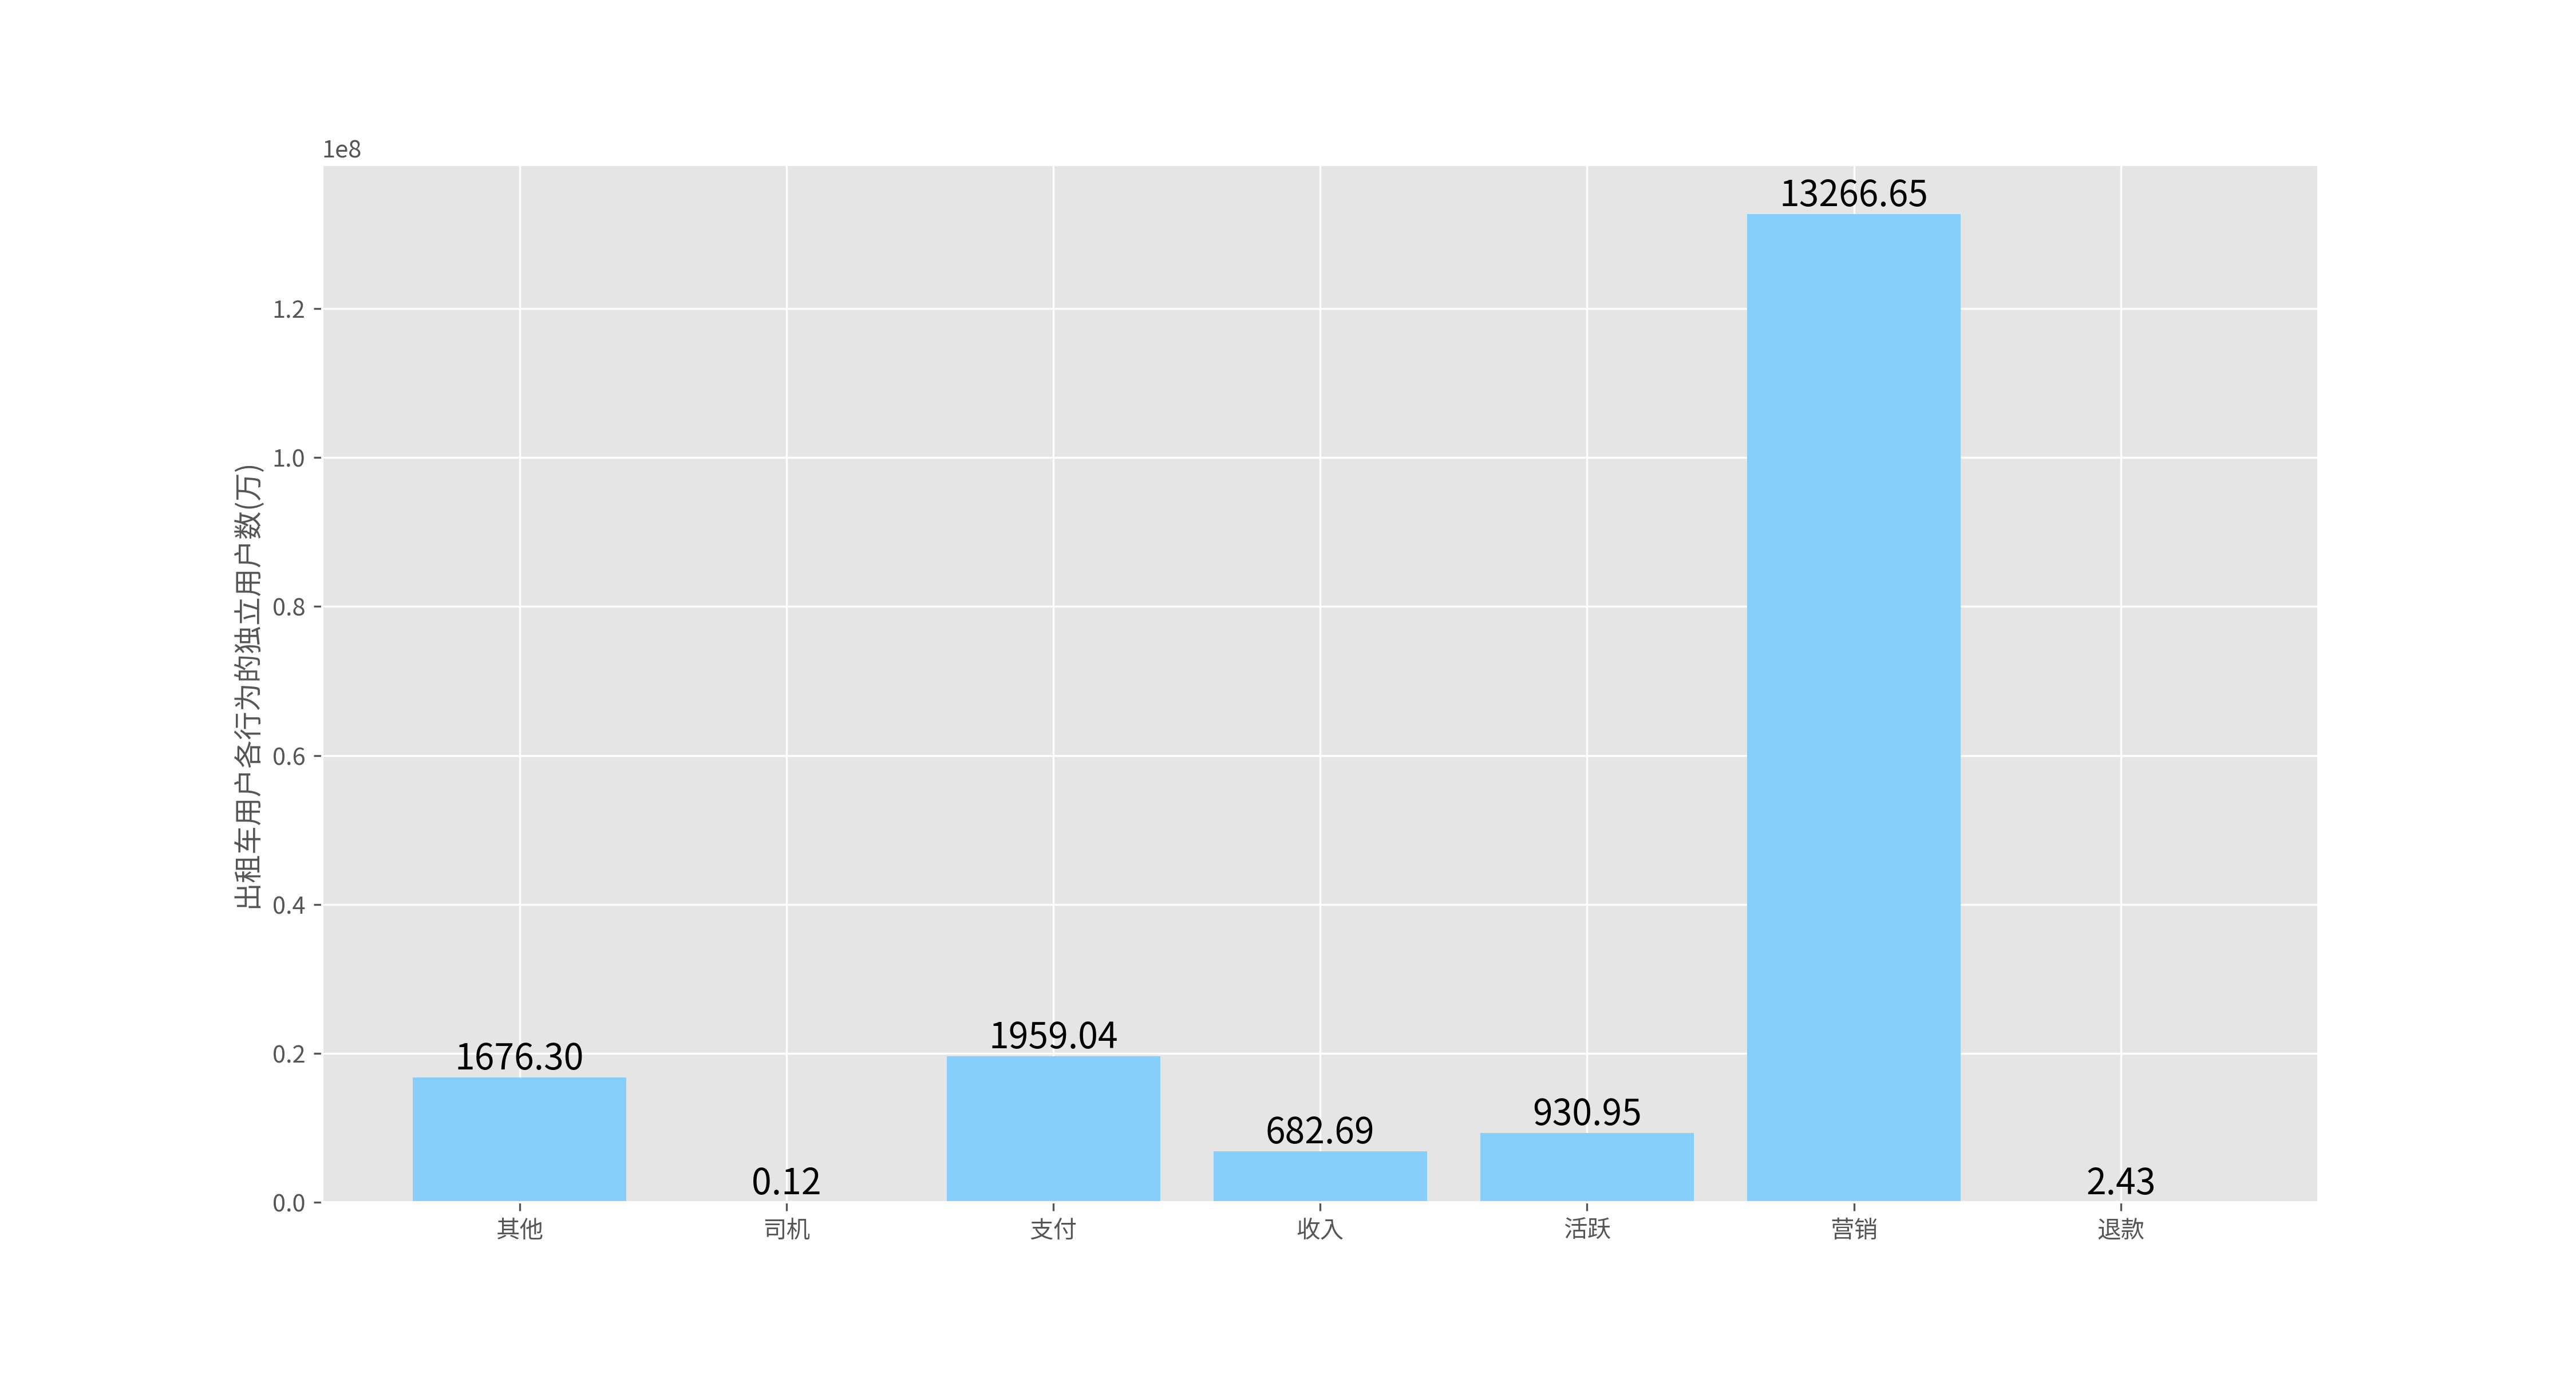 1e8
13266.65
1.2
1.0
0.8
0.6
0.4
0.2
0.0
出租车用户各行为的独立用户数(万)
1676.30
0.12
1959.04
682.69
930.95
2.43
其他
司机
支付
收入
活跃
营销
退款